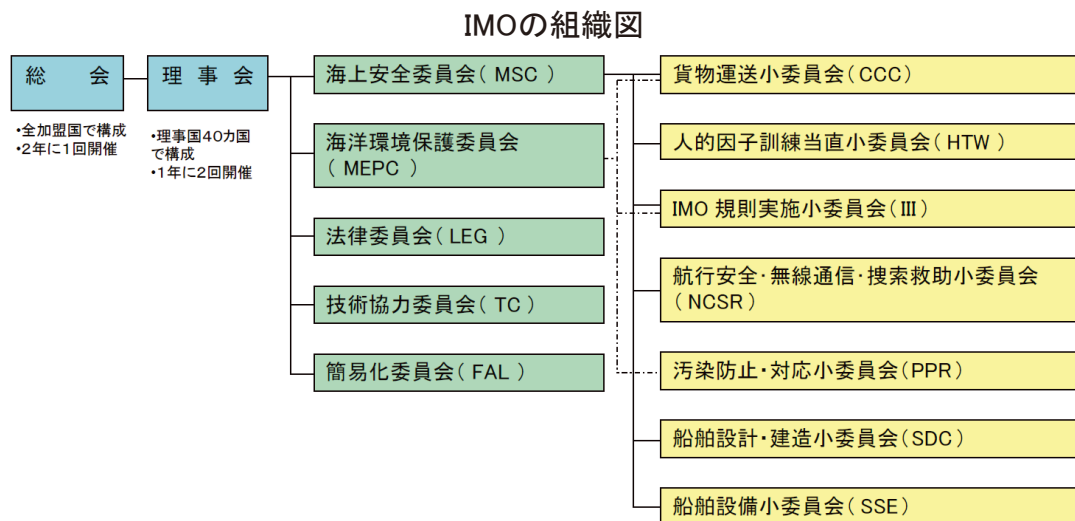 IMOの組織図
総 会
・全加盟国で構成
・2年に1回開催
理 事 会
・理事国40カ国
で構成
・1年に2回開催
海上安全委員会( MSC )
海洋環境保護委員会
( MEPC )
法律委員会( LEG )
技術協力委員会( TC )
簡易化委員会( FAL )
貨物運送小委員会(CCC)
人的因子訓練当直小委員会(HTW)
IMO 規則実施小委員会(III)
航行安全・無線通信・捜索救助小委員会
(NCSR)
汚染防止・対応小委員会(PPR)
船舶設計・建造小委員会(SDC)
船舶設備小委員会(SSE)